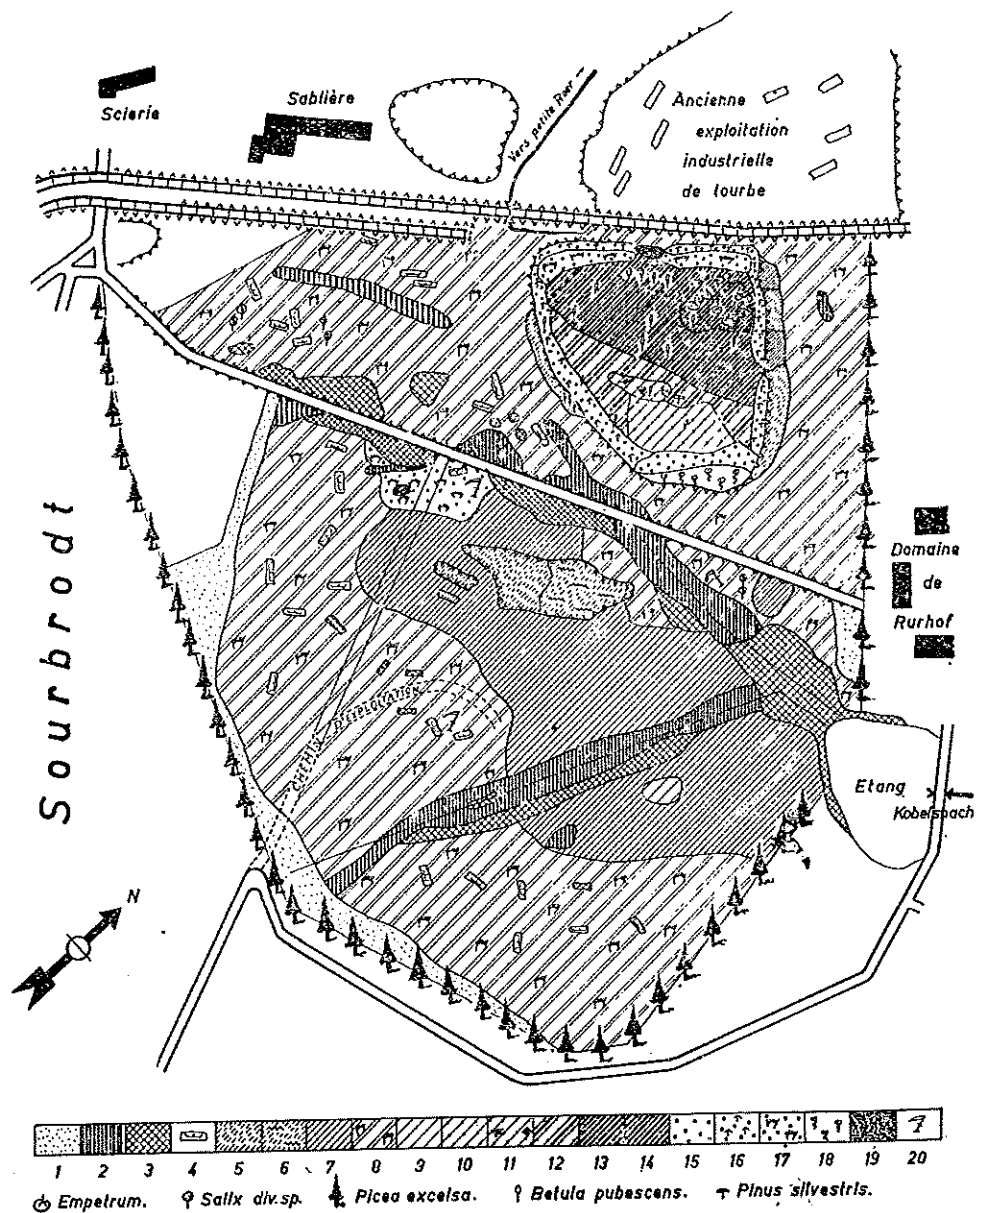 Scierie
Sablière
Vers petite Roer
Ancienne
exploitation
industrielle
de tourbe
Sourbrodt
Domaine
de
Rurhof
CHEMIN D'EXPLOITATION
Etang
Kobelsbach
N
1 2 3 4 5 6 7 8 9 10 11 12 13 14 15 16 17 18 19 20
Empetrum. Salix div.sp. Picea excelsa. Betula pubescens. Pinus silvestris.